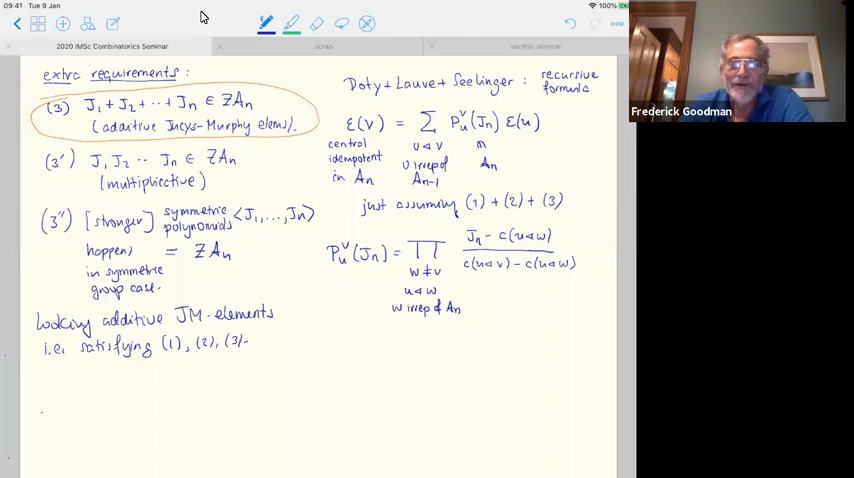 09:41 Tue 9 Jan
100%
2020 IMSc Combinatorics Seminar
scrap
extra requirements:
(3) J₁ + J₂ + ⋯ + Jₙ ∈ ZAₙ
(additive Jucys-Murphy elems).
(3') J₁ J₂ ⋯ Jₙ ∈ ZAₙ
(multiplicative)
(3'') [stronger] symmetric polynomials <J₁, …, Jₙ>
happens = ZAₙ
in symmetric
group case.
Looking additive JM-elements
i.e. satisfying (1), (2), (3).
Doty + Lauve + Seelinger : recursive
formula
ε(v) = ∑ Pᵤᵛ(Jₙ) ε(u)
central
idempotent
in Aₙ
u ◁ v
u irrep of
Aₙ₋₁
∩
Aₙ
just assuming (1) + (2) + (3)
Pᵤᵛ(Jₙ) = ∏ (Jₙ - c(u◁w)) / (c(u◁v) - c(u◁w))
w ≠ v
u ◁ w
w irrep of Aₙ
Frederick Goodman